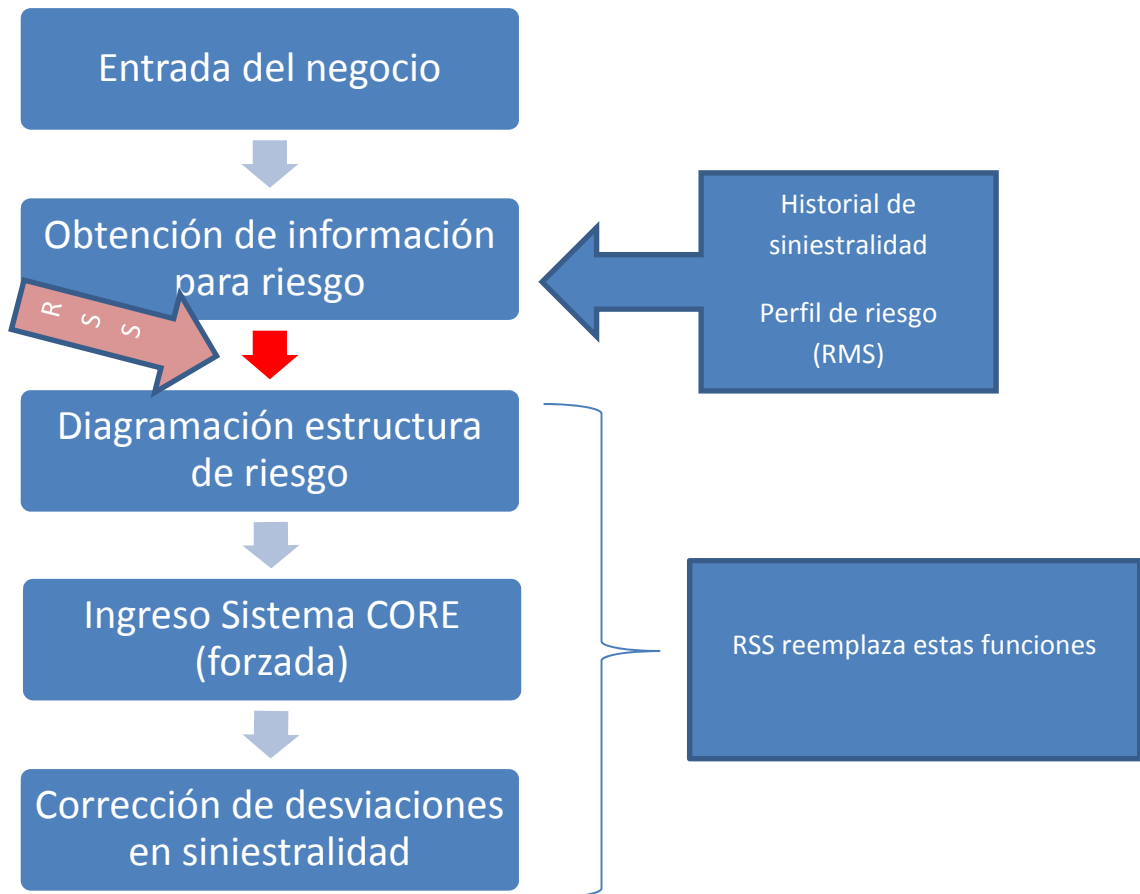 Entrada del negocio
Obtención de información
para riesgo
Historial de
siniestralidad
Perfil de riesgo
(RMS)
RSS
Diagramación estructura
de riesgo
Ingreso Sistema CORE
(forzada)
RSS reemplaza estas funciones
Corrección de desviaciones
en siniestralidad